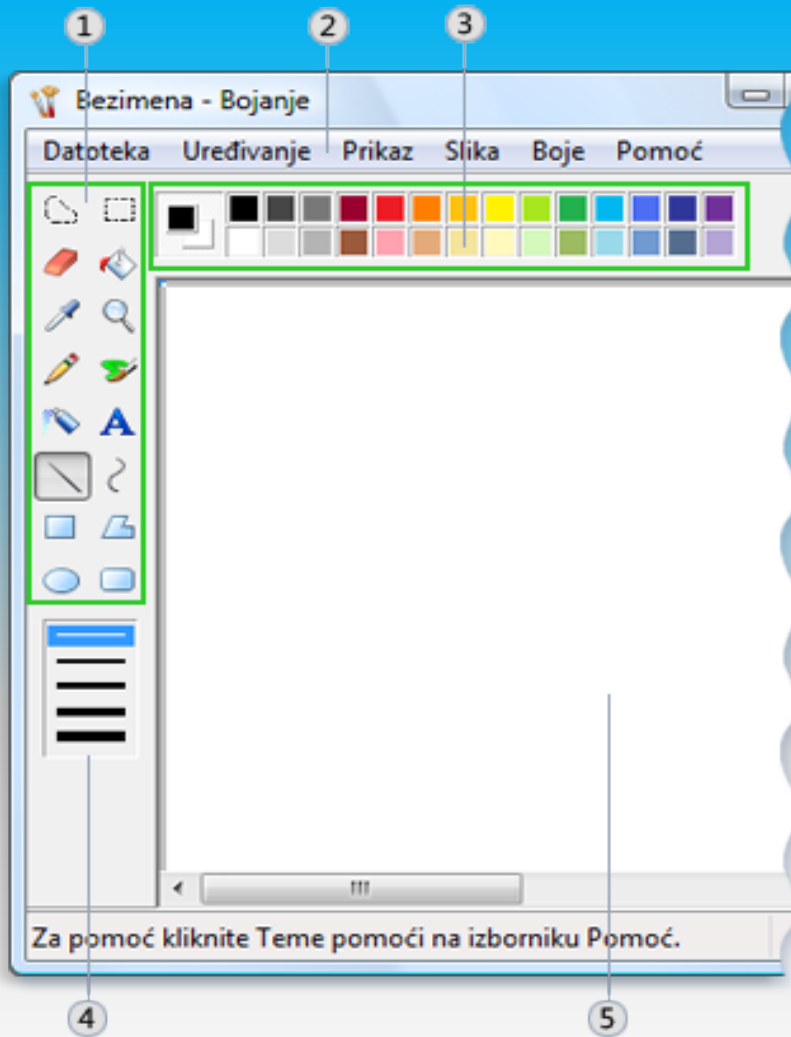 1 2 3
Bezimena - Bojanje
Datoteka Uređivanje Prikaz Slika Boje Pomoć
A
Za pomoć kliknite Teme pomoći na izborniku Pomoć.
4 5